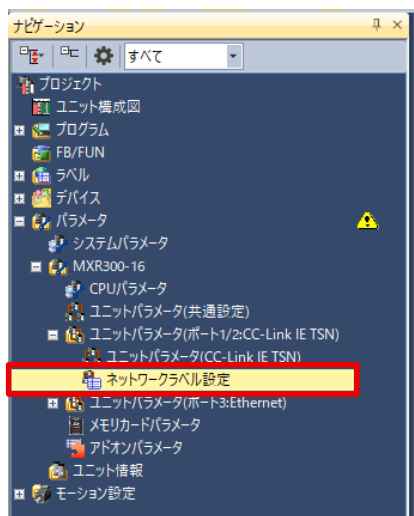 ナビゲーション
すべて
プロジェクト
ユニット構成図
プログラム
FB/FUN
ラベル
デバイス
パラメータ
システムパラメータ
MXR300-16
CPUパラメータ
ユニットパラメータ(共通設定)
ユニットパラメータ(ポート1/2:CC-Link IE TSN)
ユニットパラメータ(CC-Link IE TSN)
ネットワークラベル設定
ユニットパラメータ(ポート3:Ethernet)
メモリカードパラメータ
アドオンパラメータ
ユニット情報
モーション設定